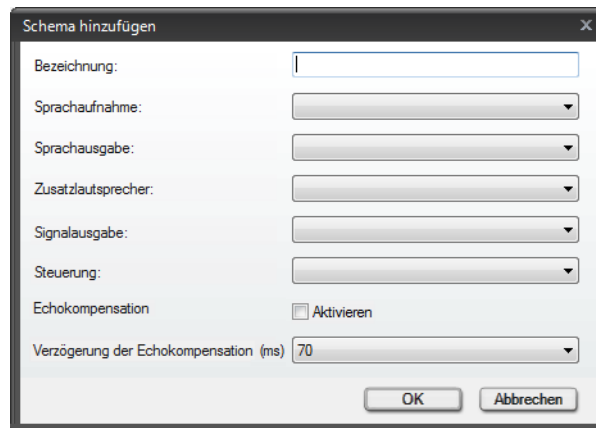 Schema hinzufügen
Bezeichnung:
Sprachaufnahme:
Sprachausgabe:
Zusatzlautsprecher:
Signalausgabe:
Steuerung:
Echokompensation
Aktivieren
Verzögerung der Echokompensation (ms) 70
OK Abbrechen